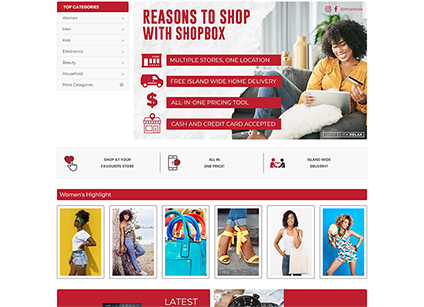 TOP CATEGORIES
Women
Men
Kids
Electronics
Beauty
Household
More Categories
REASONS TO SHOP
WITH SHOPBOX
MULTIPLE STORES, ONE LOCATION
FREE ISLAND WIDE HOME DELIVERY
ALL-IN-ONE PRICING TOOL
CASH AND CREDIT CARD ACCEPTED
SHOP AT YOUR
FAVOURITE STORE
ALL IN
ONE PRICE!
ISLAND WIDE
DELIVERY!
Women's Highlight
LATEST